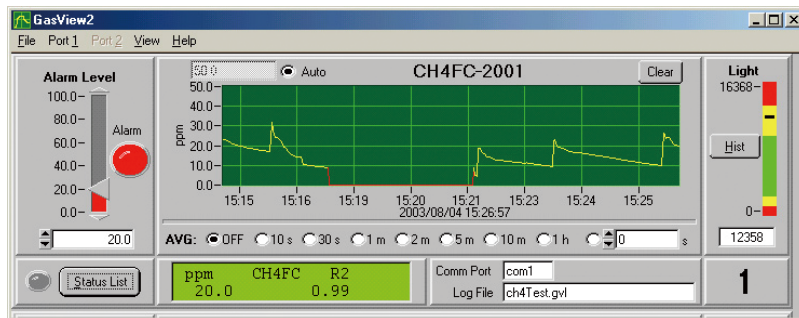 GasView2
File Port 1 Port 2 View Help
Alarm Level
100.0
80.0
60.0
40.0
20.0
0.0
Alarm
20.0
50.0 Auto CH4FC-2001 Clear
ppm
50.0
40.0
30.0
20.0
10.0
0.0
15:15 15:16 15:19 15:20 15:21 15:23 15:24 15:25
2003/08/04 15:26:57
AVG: OFF 10 s 30 s 1 m 2 m 5 m 10 m 1 h 0 s
Light
16368
Hist
0
12358
Status List
ppm CH4FC R2
20.0 0.99
Comm Port com1
Log File ch4Test.gvl
1